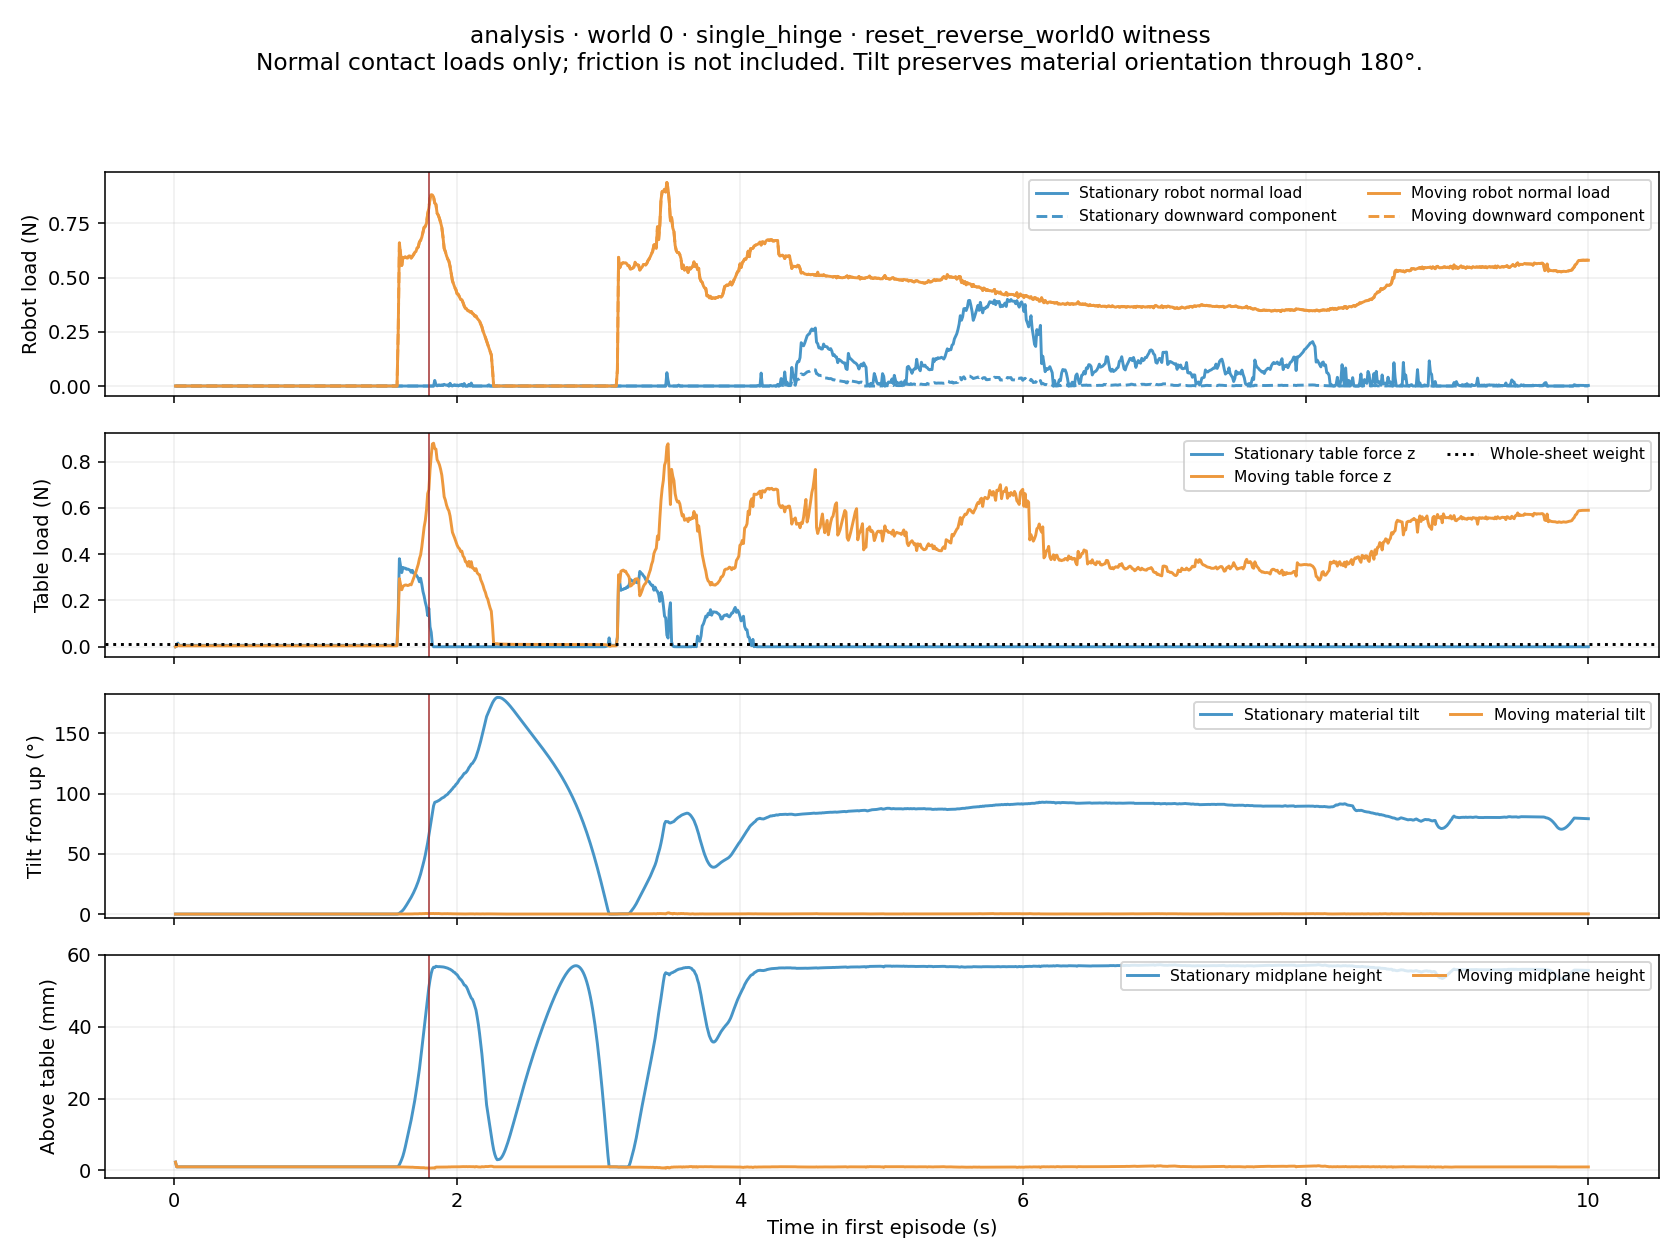 analysis · world 0 · single_hinge · reset_reverse_world0 witness
Normal contact loads only; friction is not included. Tilt preserves material orientation through 180°.
Robot load (N)
0.75
0.50
0.25
0.00
Stationary robot normal load
Stationary downward component
Moving robot normal load
Moving downward component
Table load (N)
0.8
0.6
0.4
0.2
0.0
Stationary table force z
Moving table force z
Whole-sheet weight
Tilt from up (°)
150
100
50
0
Stationary material tilt
Moving material tilt
Above table (mm)
60
40
20
0
Stationary midplane height
Moving midplane height
0
2
4
6
8
10
Time in first episode (s)